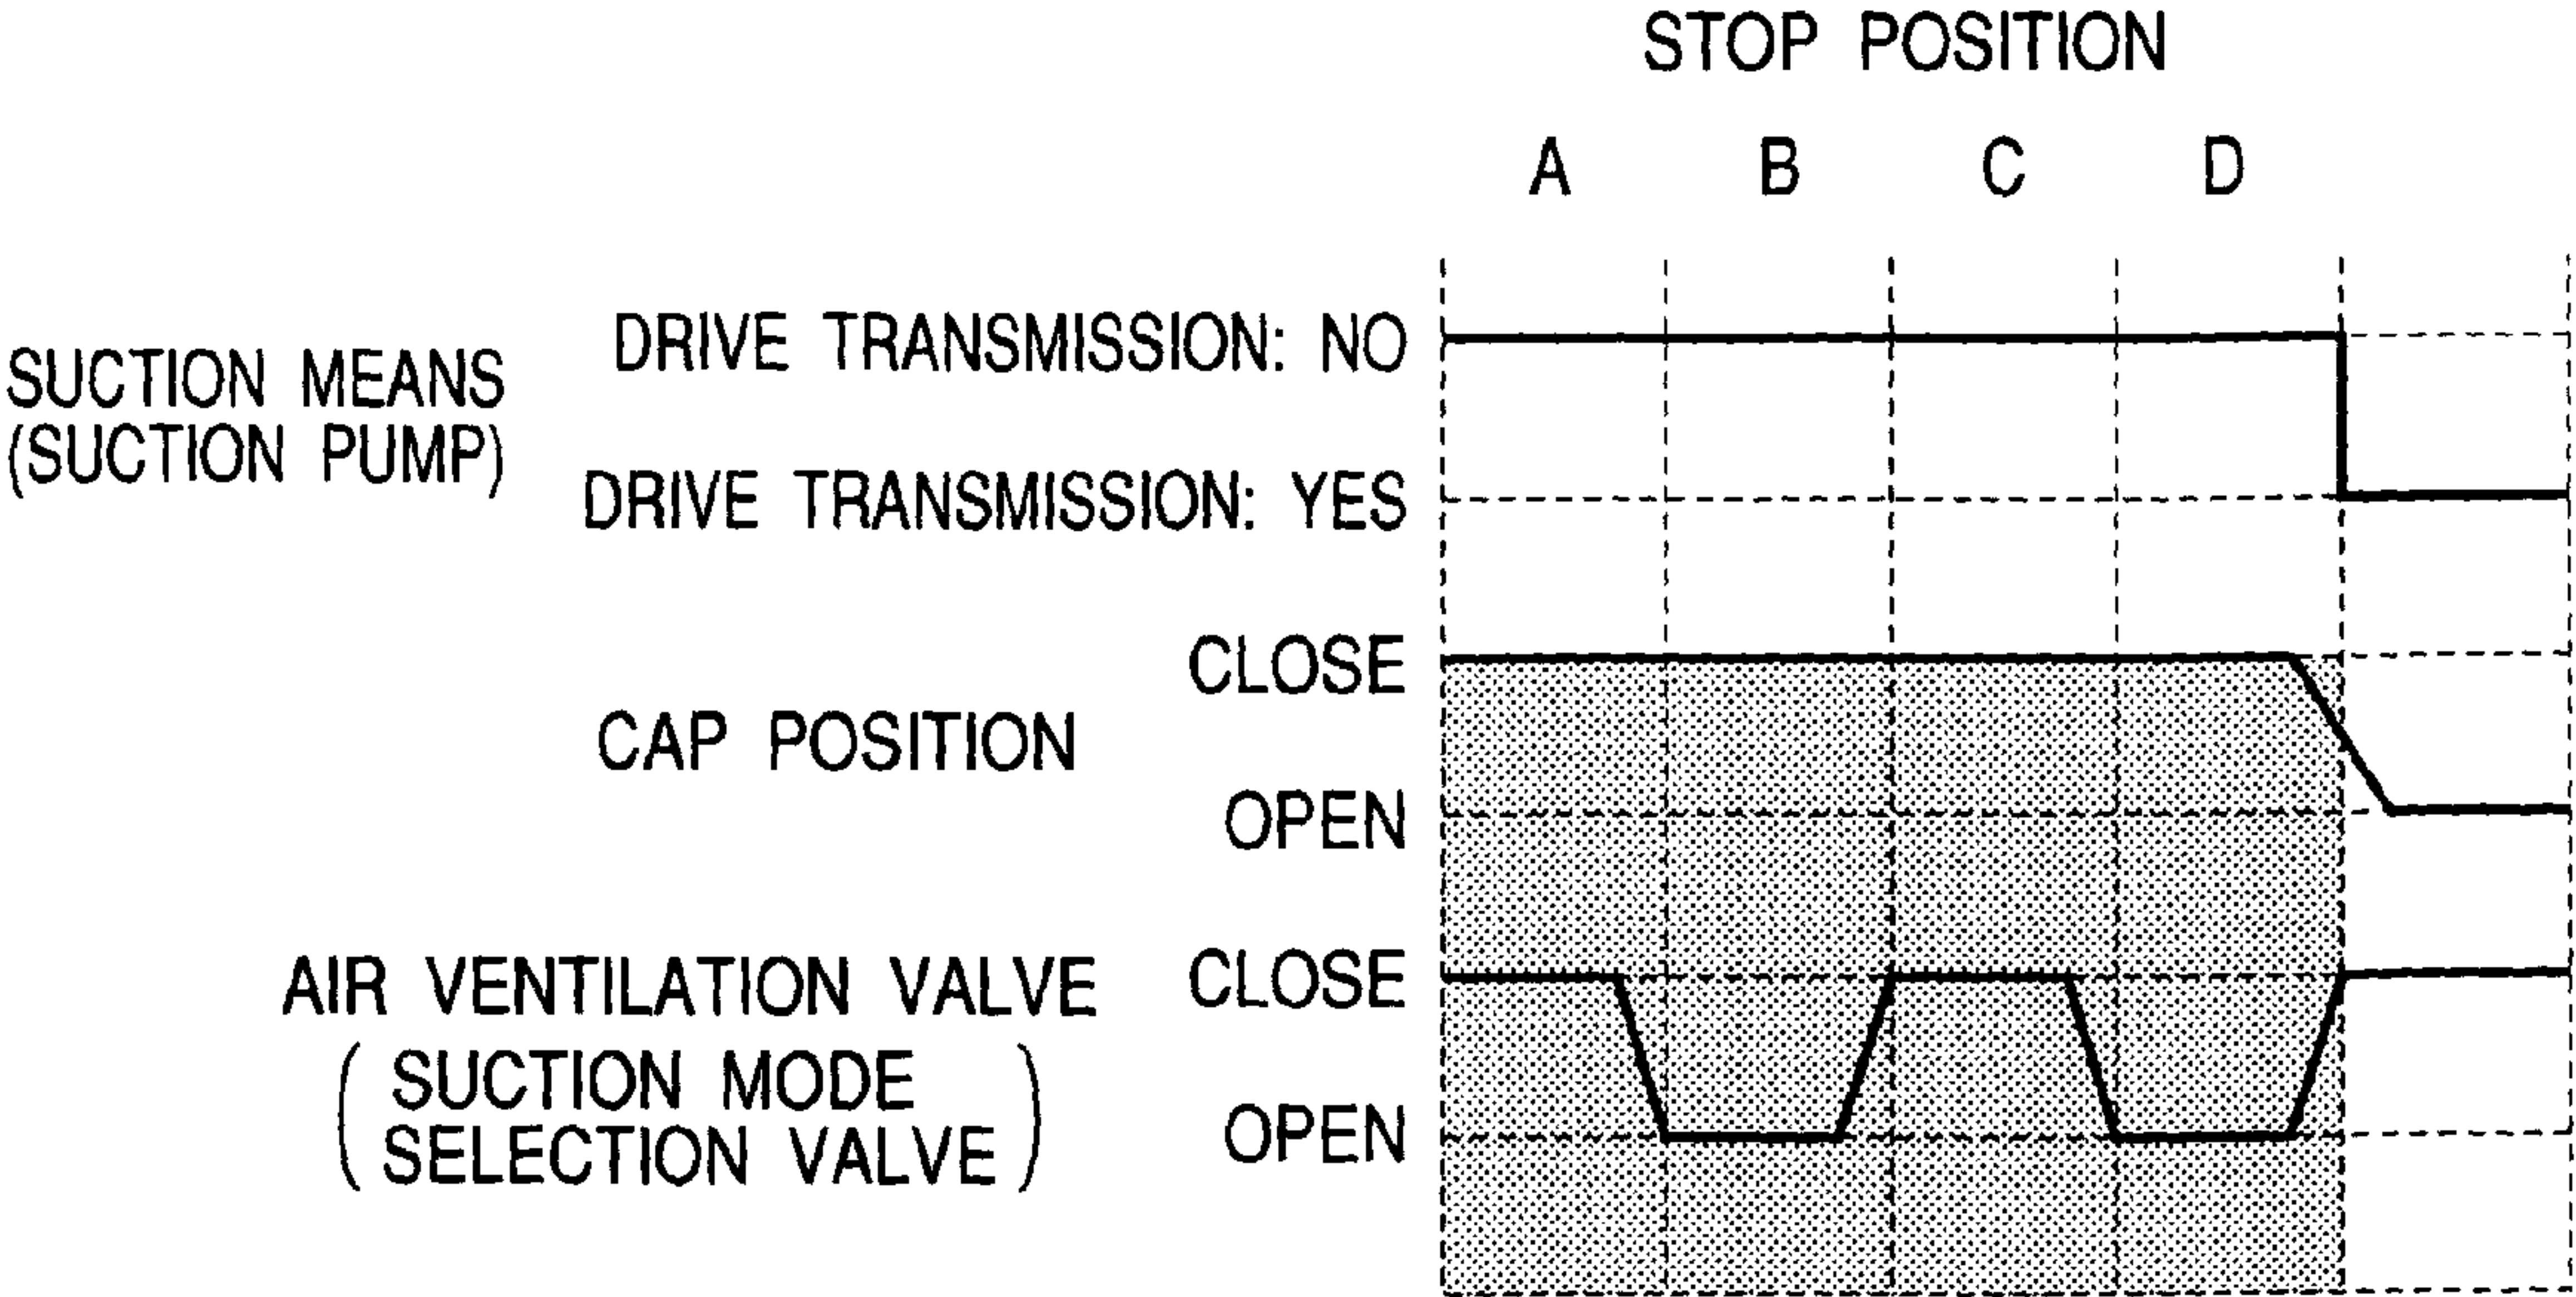 STOP POSITION
A B C D
SUCTION MEANS
(SUCTION PUMP)
DRIVE TRANSMISSION: NO
DRIVE TRANSMISSION: YES
CAP POSITION
CLOSE
OPEN
AIR VENTILATION VALVE
(SUCTION MODE
SELECTION VALVE)
CLOSE
OPEN